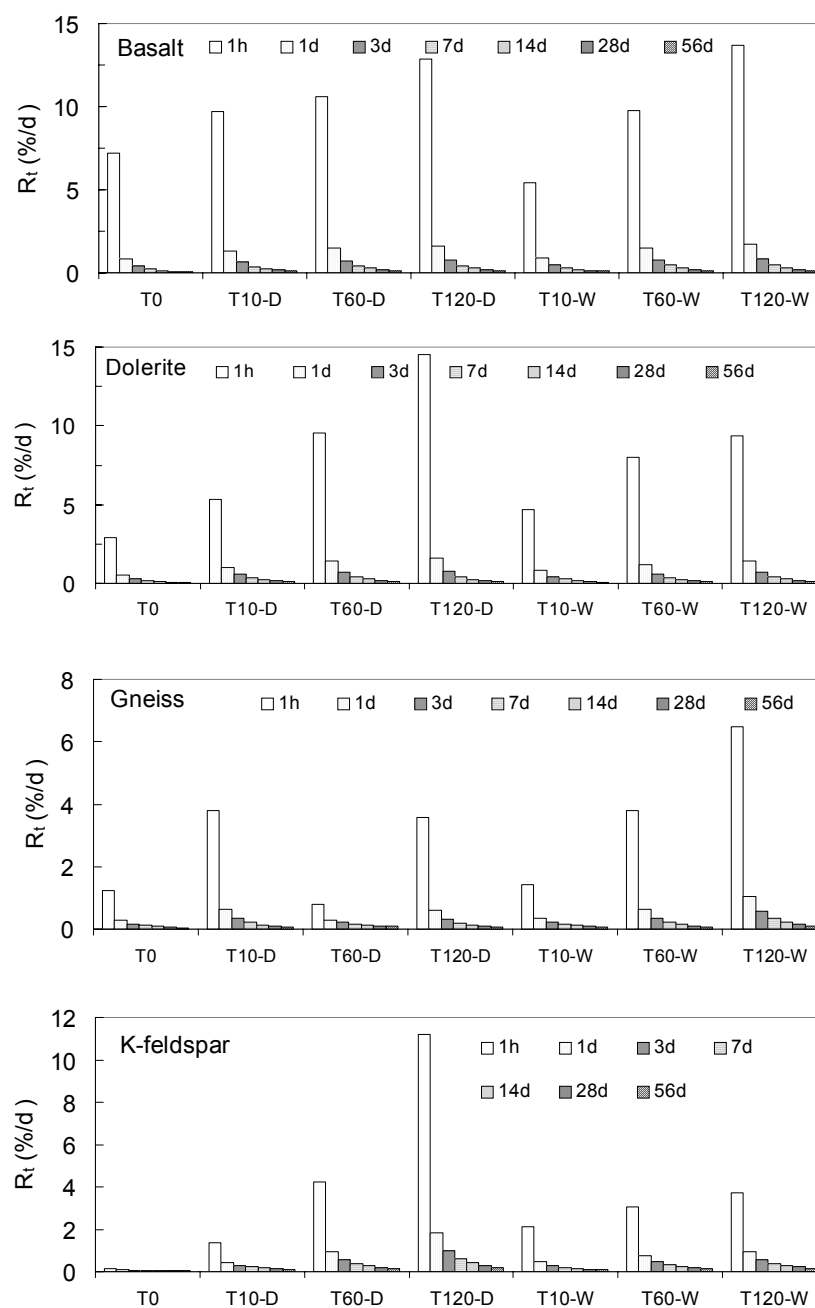 15
Basalt 1h 1d 3d 7d 14d 28d 56d
Rt (%/d)
10
5
0
T0 T10-D T60-D T120-D T10-W T60-W T120-W
15
Dolerite 1h 1d 3d 7d 14d 28d 56d
Rt (%/d)
10
5
0
T0 T10-D T60-D T120-D T10-W T60-W T120-W
8
Gneiss 1h 1d 3d 7d 14d 28d 56d
Rt (%/d)
6
4
2
0
T0 T10-D T60-D T120-D T10-W T60-W T120-W
12
K-feldspar 1h 1d 3d 7d
14d 28d 56d
Rt (%/d)
10
8
6
4
2
0
T0 T10-D T60-D T120-D T10-W T60-W T120-W